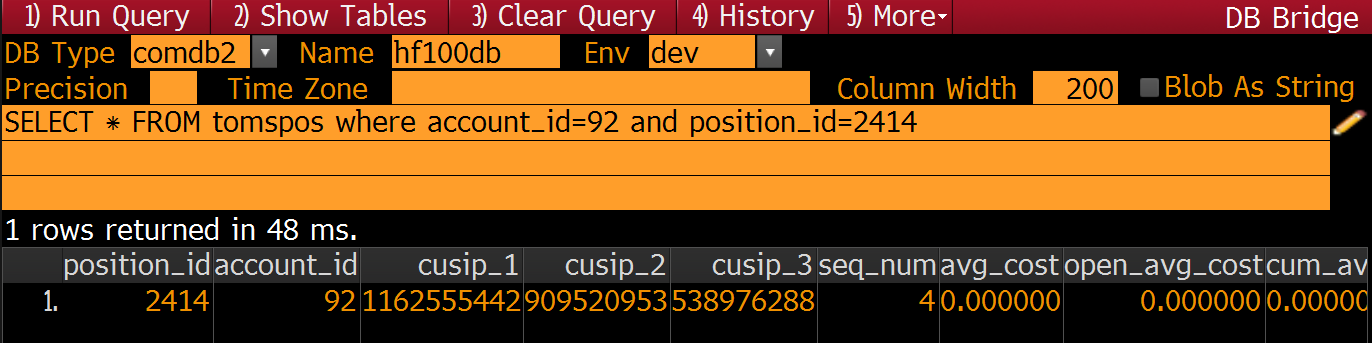 1) Run Query 2) Show Tables 3) Clear Query 4) History 5) More DB Bridge
DB Type comdb2 Name hf100db Env dev
Precision Time Zone Column Width 200 Blob As String
SELECT * FROM tomspos where account_id=92 and position_id=2414
1 rows returned in 48 ms.
position_id account_id cusip_1 cusip_2 cusip_3 seq_num avg_cost open_avg_cost cum_av
1. 2414 92 1162555442 909520953 538976288 4 0.000000 0.000000 0.00000